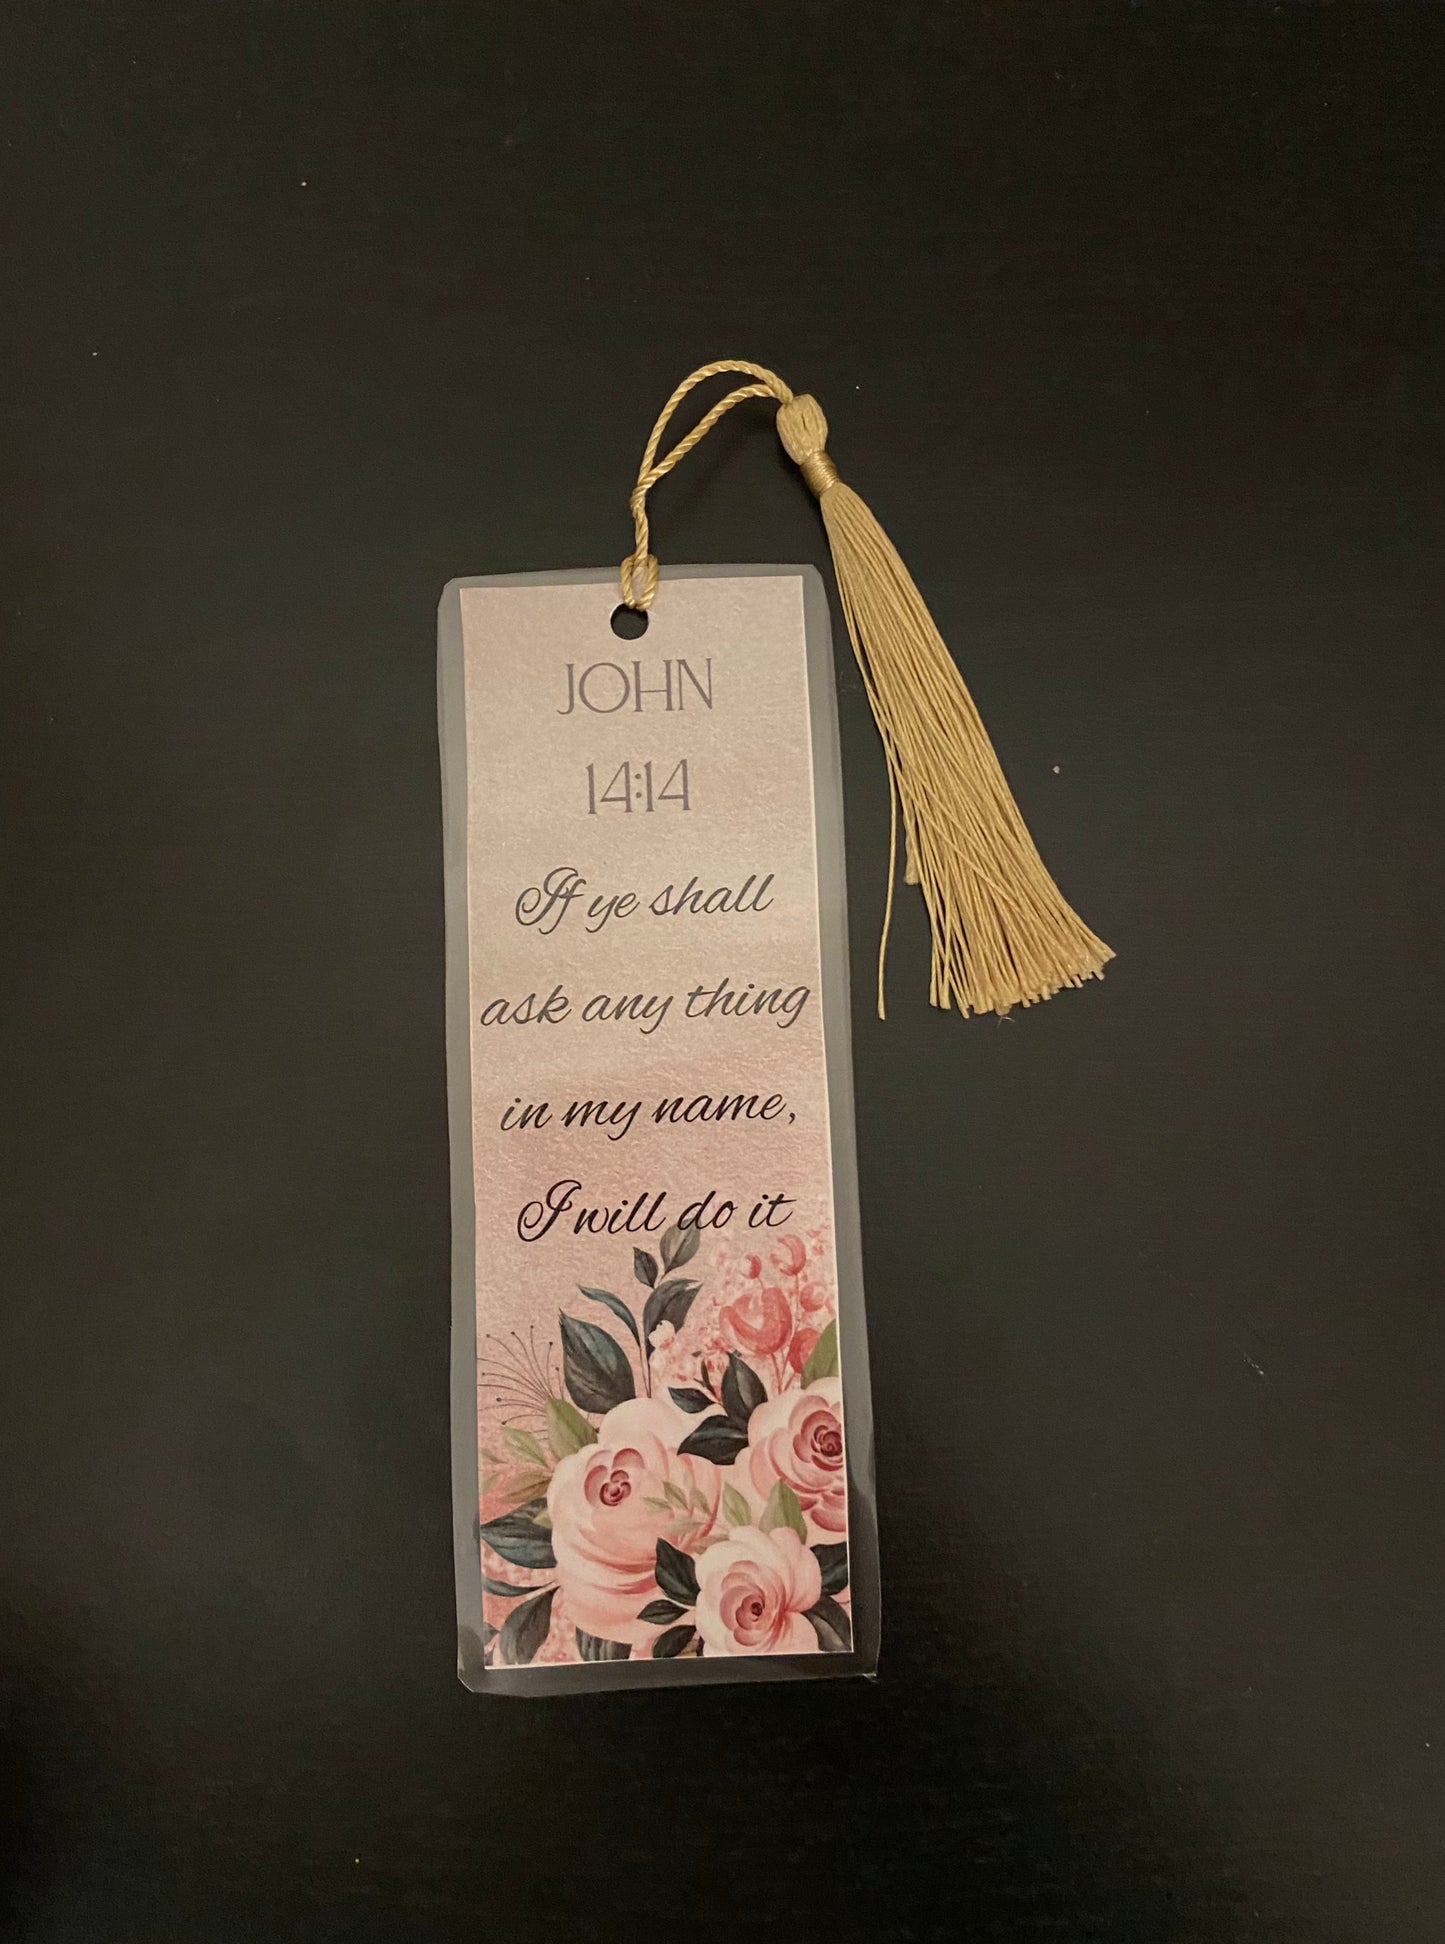 JOHN
14:14
If ye shall
ask any thing
in my name,
I will do it